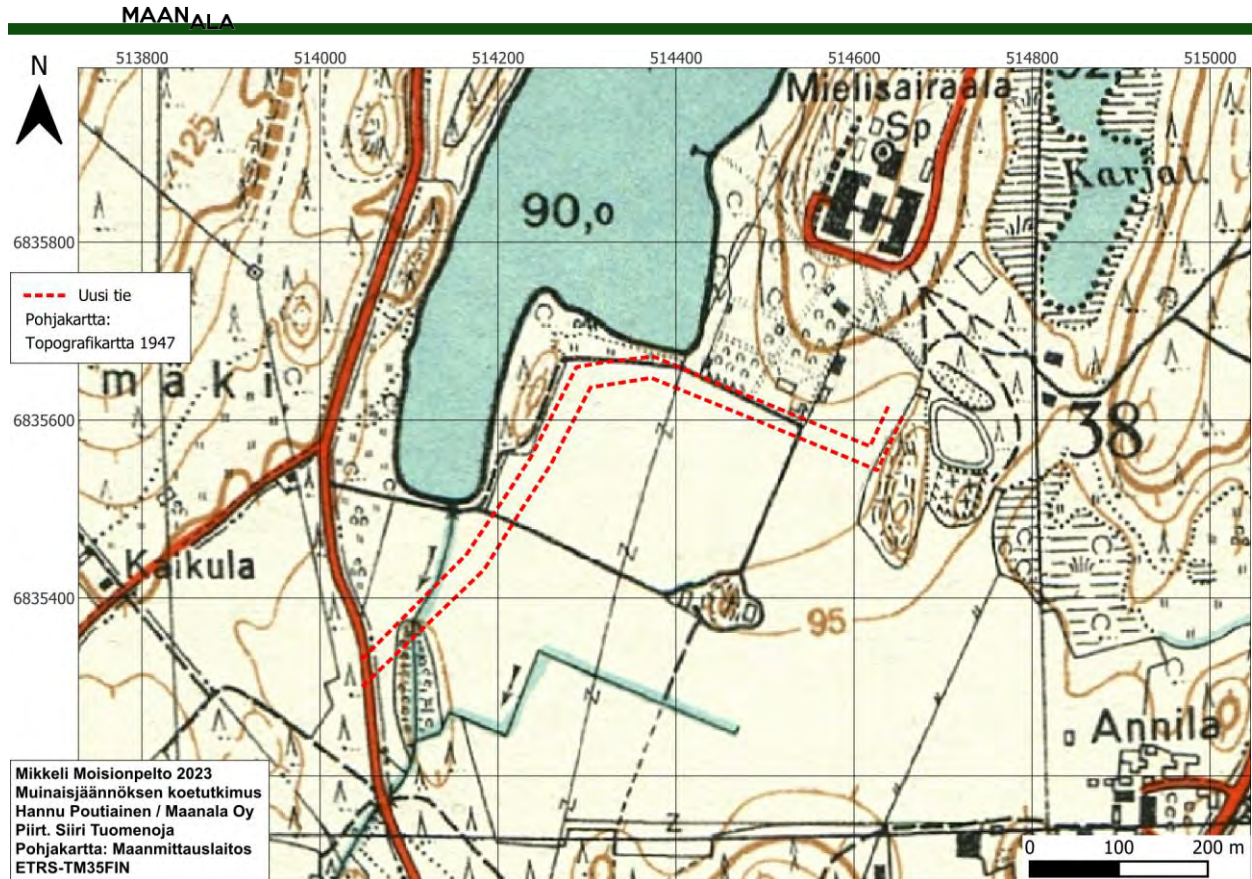 MAANALA
513800 514000 514200 514400 514600 514800 515000
N
Mielisairaala
Sp
125
Karjal.
90,0
6835800
Uusi tie
Pohjakartta:
Topografikartta 1947
mäki
6835600
38
Kaikula
6835400
95
Annila
Mikkeli Moisionpelto 2023
Muinaisjäännöksen koetutkimus
Hannu Poutiainen / Maanala Oy
Piirt. Siiri Tuomenoja
Pohjakartta: Maanmittauslaitos
ETRS-TM35FIN
0 100 200 m